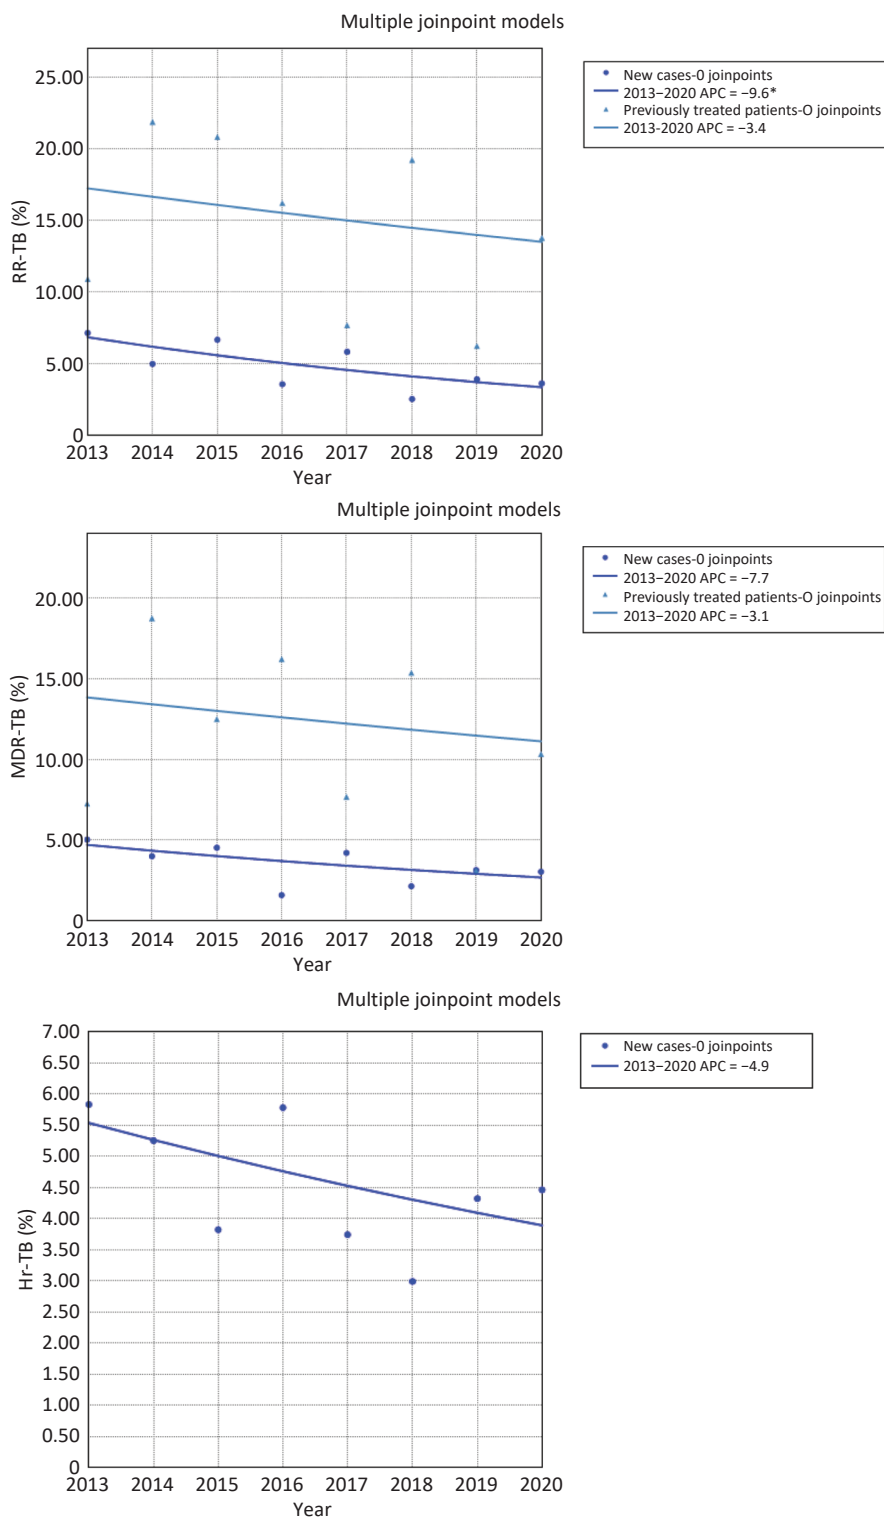 Multiple joinpoint models
25.00
20.00
15.00
10.00
5.00
0
RR-TB (%)
2013 2014 2015 2016 2017 2018 2019 2020
Year
New cases-0 joinpoints
2013−2020 APC = −9.6*
Previously treated patients-O joinpoints
2013-2020 APC = −3.4
Multiple joinpoint models
20.00
15.00
10.00
5.00
0
MDR-TB (%)
2013 2014 2015 2016 2017 2018 2019 2020
Year
New cases-0 joinpoints
2013−2020 APC = −7.7
Previously treated patients-O joinpoints
2013−2020 APC = −3.1
Multiple joinpoint models
7.00
6.50
6.00
5.50
5.00
4.50
4.00
3.50
3.00
2.50
2.00
1.50
1.00
0.50
0
Hr-TB (%)
2013 2014 2015 2016 2017 2018 2019 2020
Year
New cases-0 joinpoints
2013−2020 APC = −4.9